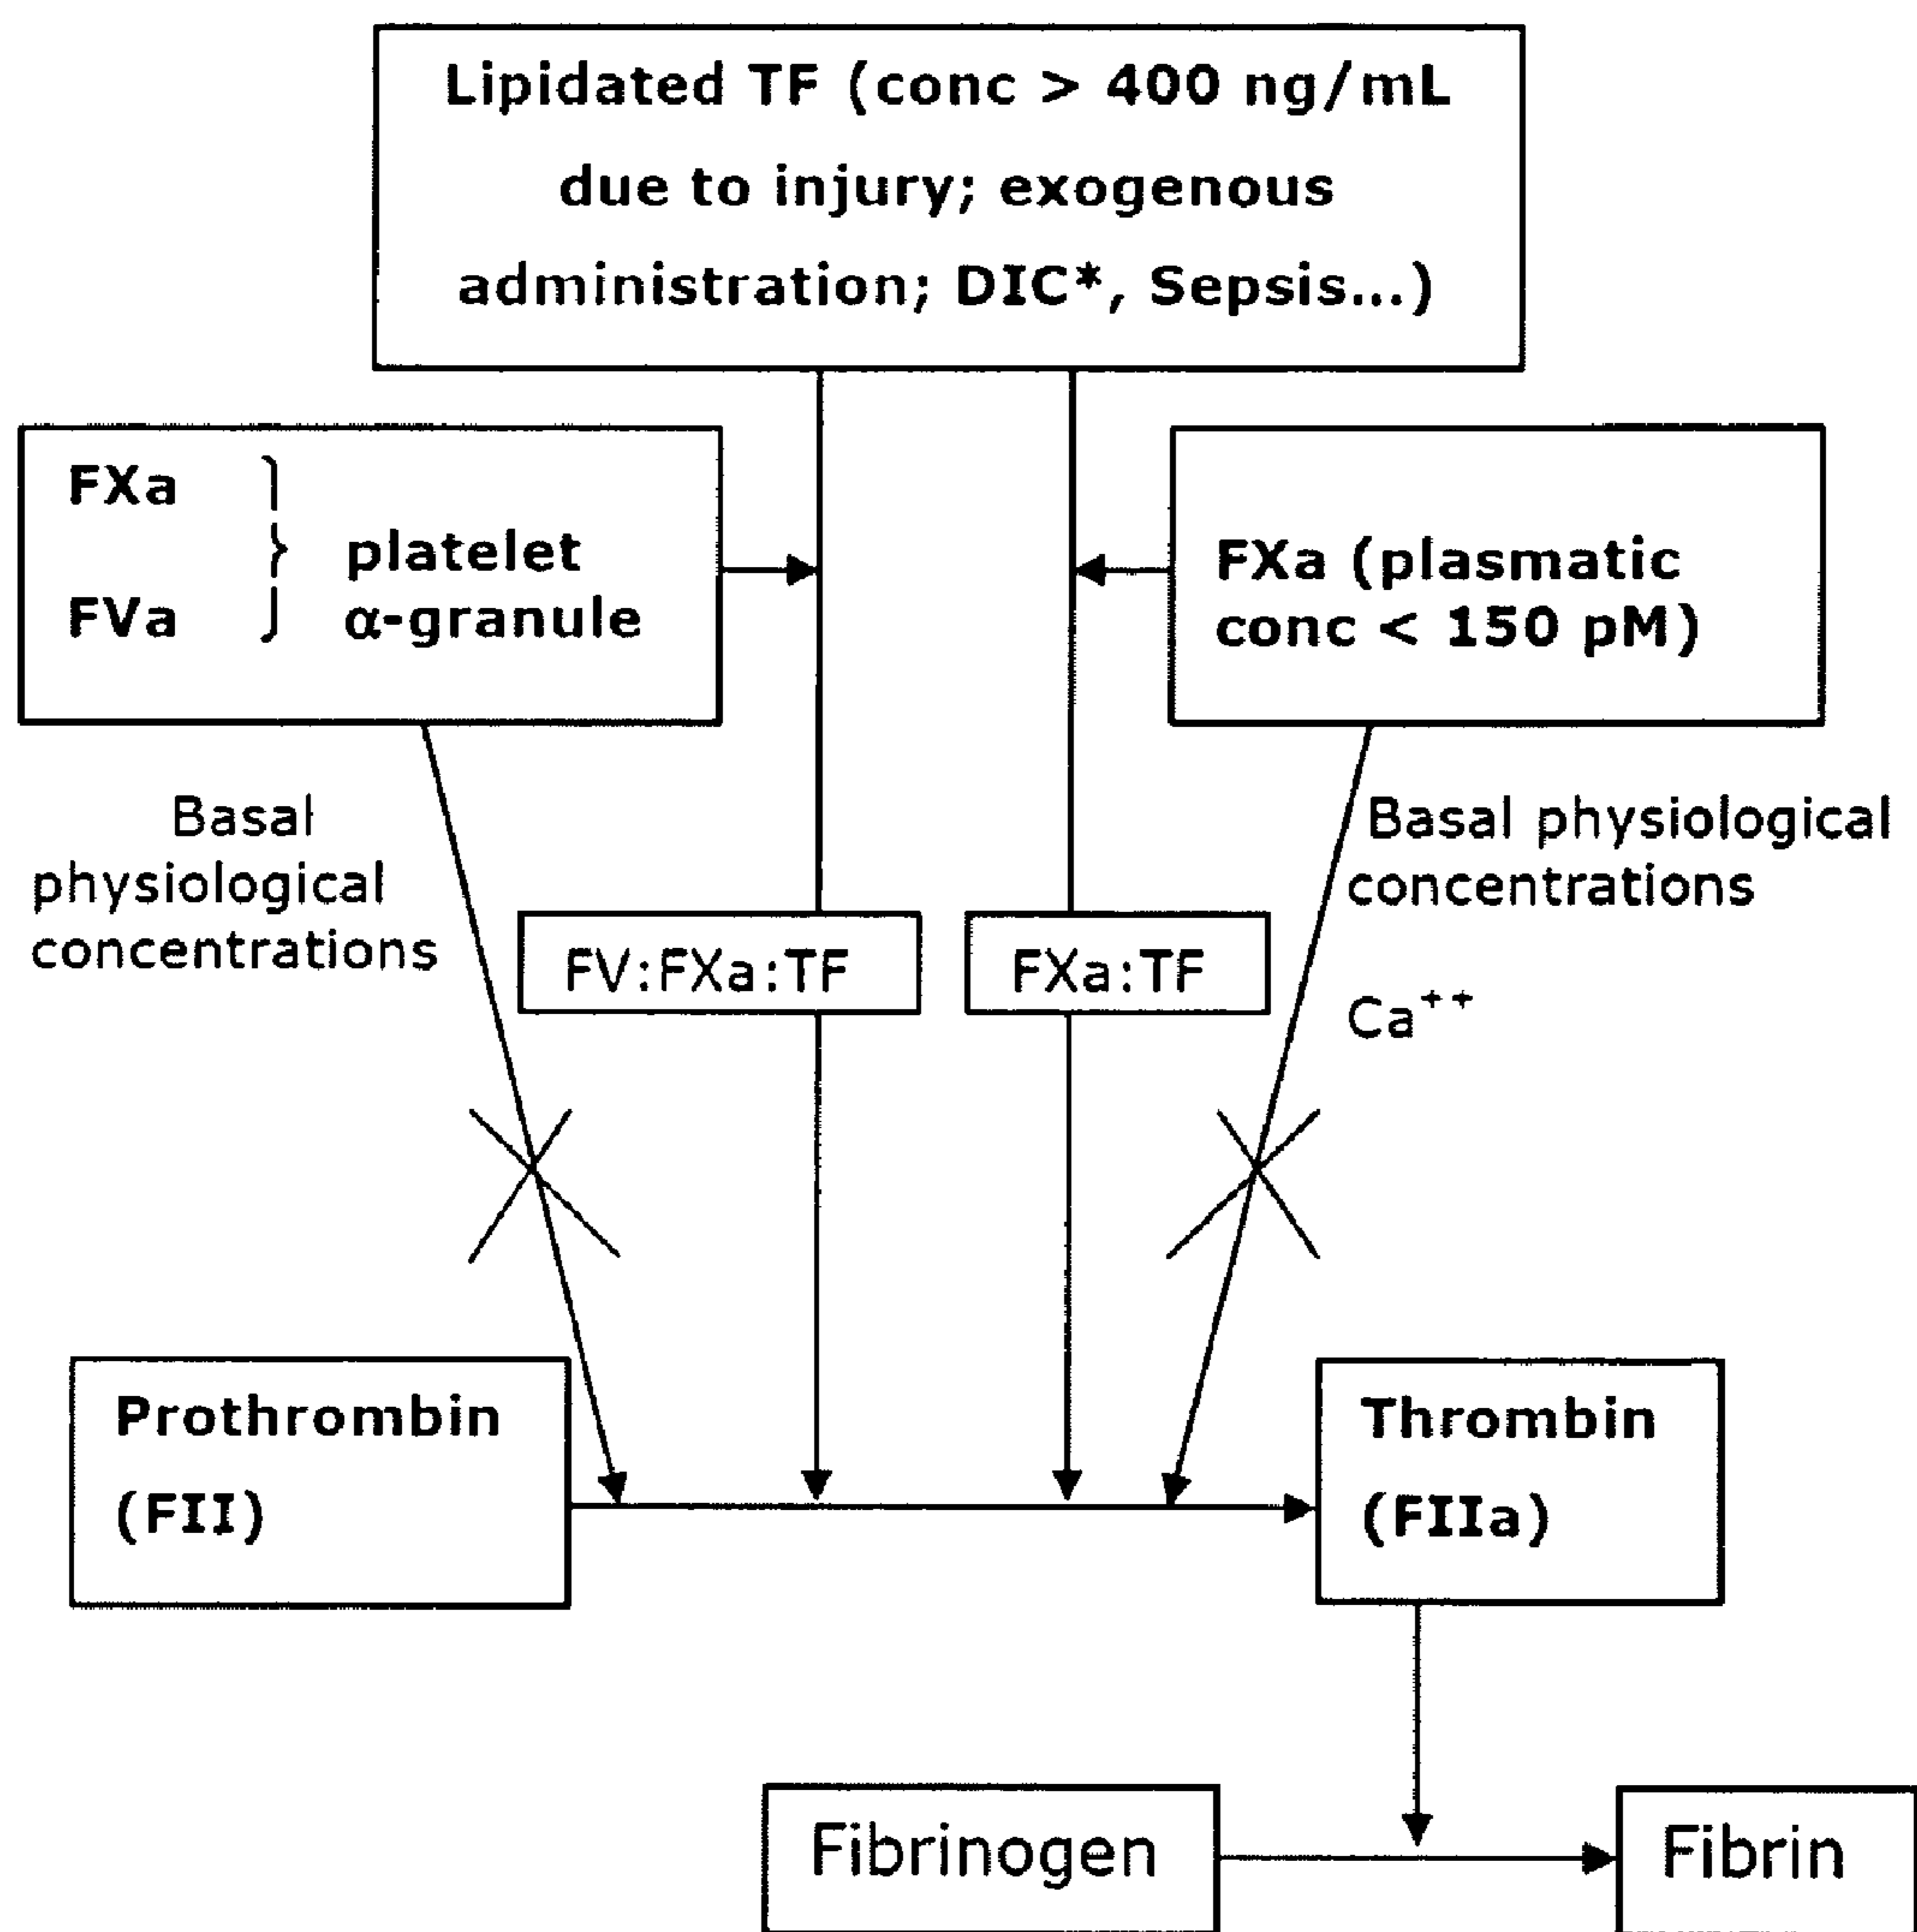 Lipidated TF (conc > 400 ng/mL
due to injury; exogenous
administration; DIC*, Sepsis...)
FXa
platelet
FVa
α-granule
FXa (plasmatic
conc < 150 pM)
Basal
physiological
concentrations
Basal physiological
concentrations
FV:FXa:TF
FXa:TF
Ca++
Prothrombin
(FII)
Thrombin
(FIIa)
Fibrinogen
Fibrin